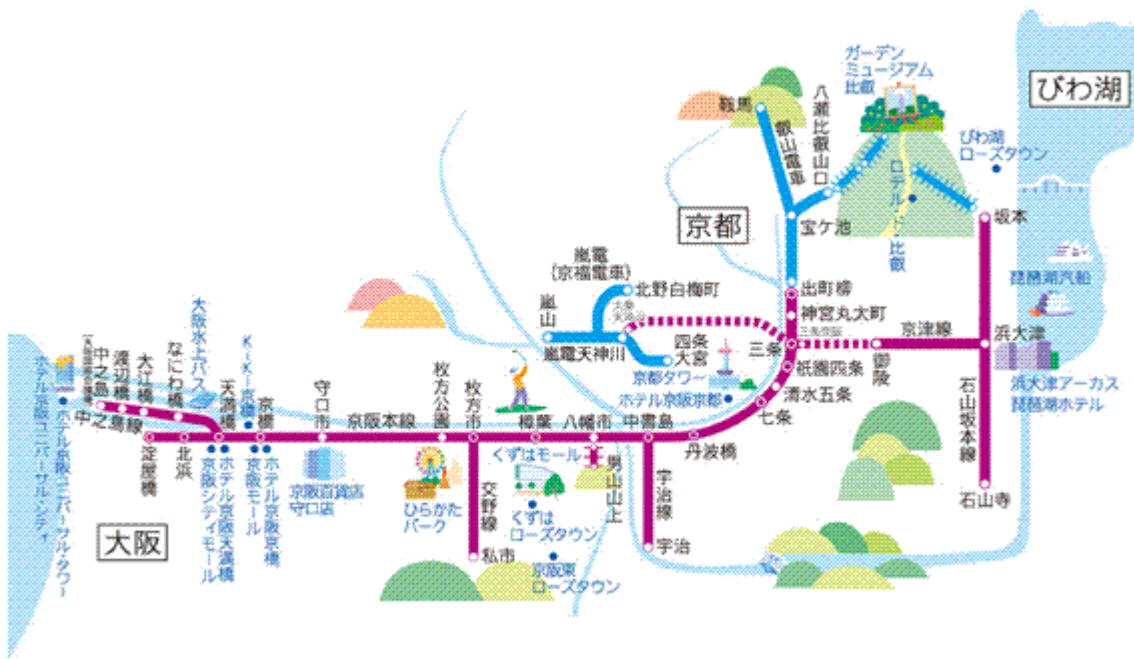 ガーデン
ミュージアム
比叡
びわ湖
鞍馬
八瀬比叡山口
叡山電車
びわ湖
ローズタウン
ロテルド・比叡
坂本
京都
宝ケ池
嵐電
(京福電車)
北野白梅町
出町柳
琵琶湖汽船
嵐山
神宮丸太町
京津線
浜大津
四条
大宮
三条
御陵
嵐電天神川
京都タワー
祇園四条
ホテル京阪京都
清水五条
浜大津アーカス
琵琶湖ホテル
七条
石山坂本線
石山寺
大阪水上バス
K・K・京橋
中之島
渡辺橋
大江橋
なにわ橋
天満橋
京橋
守口市
京阪本線
枚方公園
枚方市
樟葉
八幡市
中書島
丹波橋
中之島線
淀屋橋
北浜
ホテル京阪ユニバーサル・シティ
ホテル京阪ユニバーサルタワー
京阪シティモール
ホテル京阪天満橋
京阪モール
ホテル京阪京橋
京阪百貨店
守口店
ひらかた
パーク
交野線
くずはモール
くずは
ローズタウン
男山山上
宇治線
宇治
私市
京阪東
ローズタウン
大阪